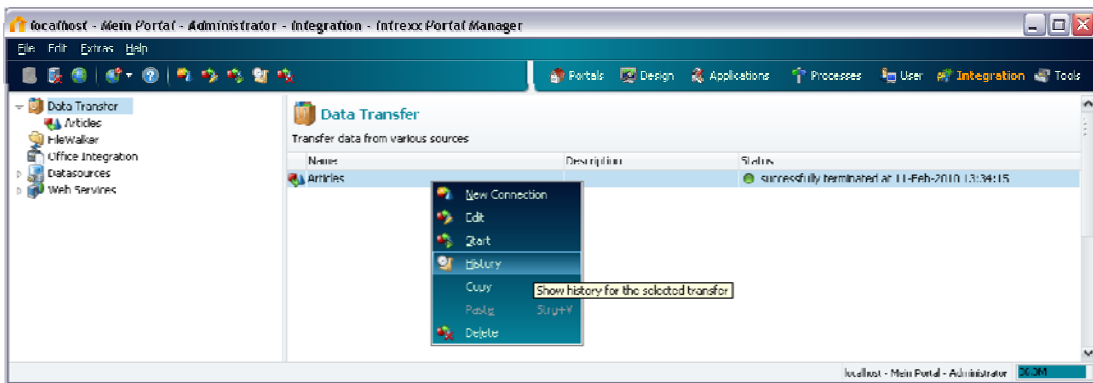 localhost - Mein Portal - Administrator - Integration - Intrexx Portal Manager
File Edit Extras Help
Portals Design Applications Processes User Integration Tools
Data Transfer
Articles
FileWalker
Office Integration
Datasources
Web Services
Data Transfer
Transfer data from various sources
Name Description Status
Articles successfully terminated at 11-Feb-2010 13:34:15
New Connection
Edit
Start
History
Copy
Show history for the selected transfer
Paste Strg+V
Delete
localhost - Mein Portal - Administrator